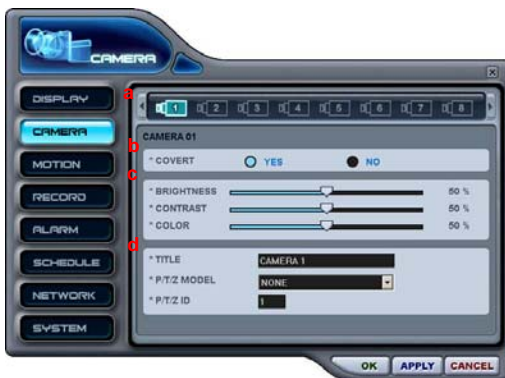 CAMERA
a
1 2 3 4 5 6 7 8
DISPLAY
CAMERA
MOTION
RECORD
ALARM
SCHEDULE
NETWORK
SYSTEM
CAMERA 01
b
* COVERT YES NO
c
* BRIGHTNESS 50 %
* CONTRAST 50 %
* COLOR 50 %
d
* TITLE CAMERA 1
* P/T/Z MODEL NONE
* P/T/Z ID 1
OK APPLY CANCEL